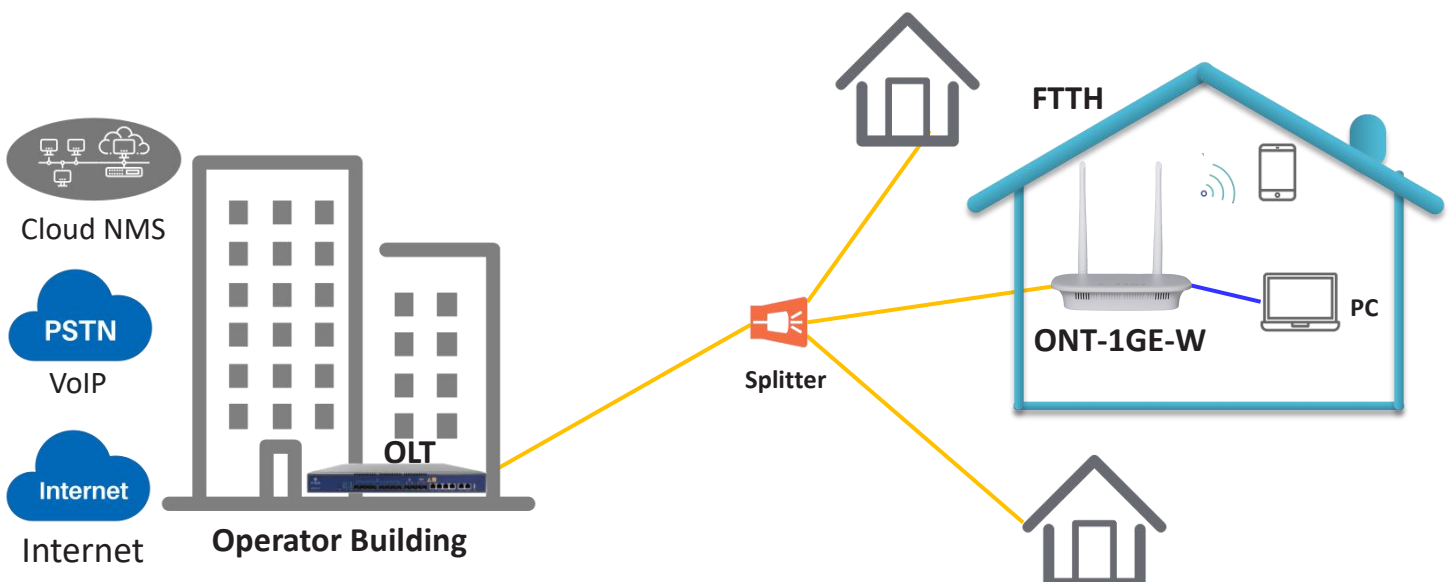 Cloud NMS
PSTN
VoIP
Internet
Internet
OLT
Operator Building
Splitter
FTTH
ONT-1GE-W
PC